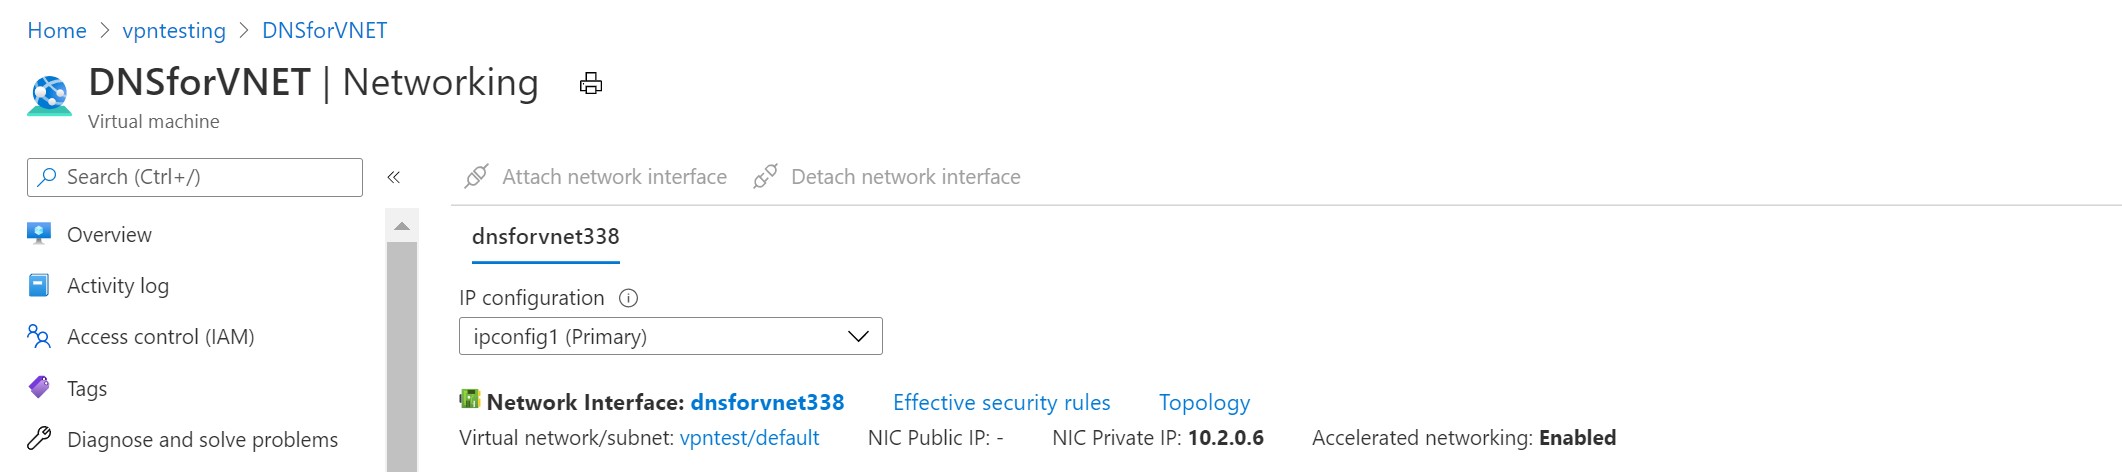 Home > vpntesting > DNSforVNET
DNSforVNET | Networking
Virtual machine
Search (Ctrl+/)
«
Overview
Activity log
Access control (IAM)
Tags
Diagnose and solve problems
Attach network interface Detach network interface
dnsforvnet338
IP configuration
ipconfig1 (Primary)
Network Interface: dnsforvnet338 Effective security rules Topology
Virtual network/subnet: vpntest/default NIC Public IP: - NIC Private IP: 10.2.0.6 Accelerated networking: Enabled